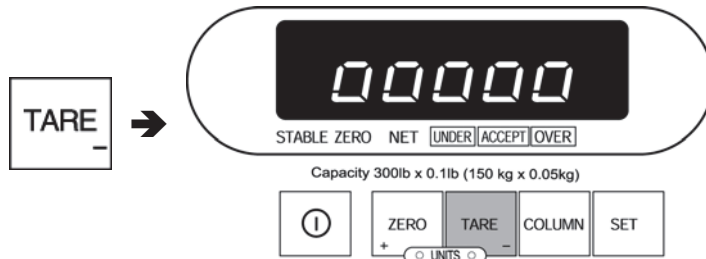 TARE
–
00000
STABLE ZERO NET UNDER ACCEPT OVER
Capacity 300lb x 0.1lb (150 kg x 0.05kg)
ZERO TARE COLUMN SET
+ –
UNITS